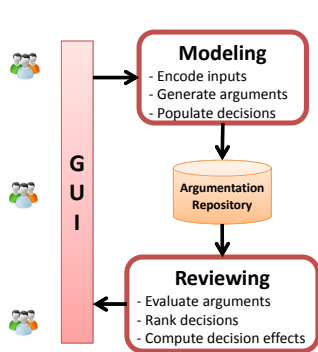 Modeling
- Encode inputs
- Generate arguments
- Populate decisions
G
U
I
Argumentation
Repository
Reviewing
- Evaluate arguments
- Rank decisions
- Compute decision effects